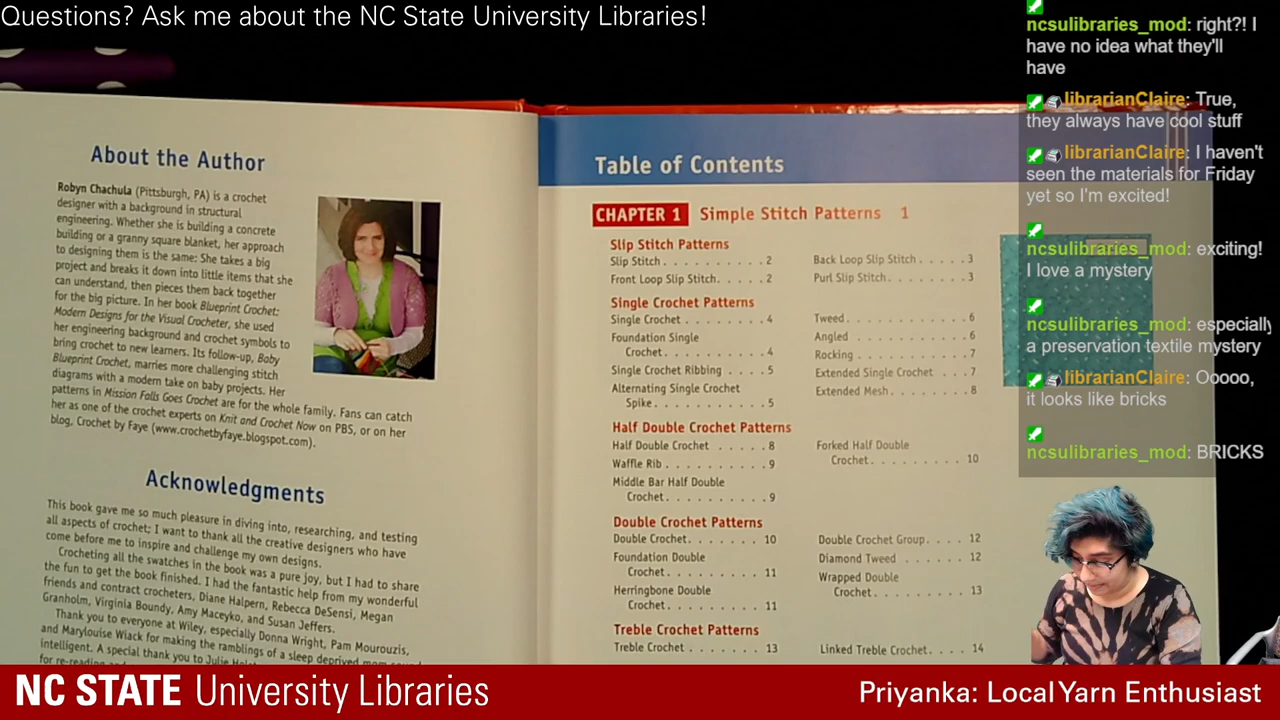 Questions? Ask me about the NC State University Libraries!
About the Author
Robyn Chachula (Pittsburgh, PA) is a crochet
designer with a background in structural
engineering. Whether she is building a concrete
building or a granny square blanket, her approach
to designing them is the same: She takes a big
project and breaks it down into little items that she
can understand, then pieces them back together
for the big picture. In her book Blueprint Crochet:
Modern Designs for the Visual Crocheter, she used
her engineering background and crochet symbols to
bring crochet to new learners. Its follow-up, Baby
Blueprint Crochet, marries more challenging stitch
diagrams with a modern take on baby projects. Her
patterns in Mission Falls Goes Crochet are for the whole family. Fans can catch
her as one of the crochet experts on Knit and Crochet Now on PBS, or on her
blog, Crochet by Faye (www.crochetbyfaye.blogspot.com).
Acknowledgments
This book gave me so much pleasure in diving into, researching, and testing
all aspects of crochet; I want to thank all the creative designers who have
come before me to inspire and challenge my own designs.
Crocheting all the swatches in the book was a pure joy, but I had to share
the fun to get the book finished. I had the fantastic help from my wonderful
friends and contract crocheters, Diane Halpern, Rebecca DeSensi, Megan
Granholm, Virginia Boundy, Amy Maceyko, and Susan Jeffers.
Thank you to everyone at Wiley, especially Donna Wright, Pam Mourouzis,
and Marylouise Wiack for making the ramblings of a sleep deprived mom sound
intelligent. A special thank you to Julie
for re-reading and
Table of Contents
CHAPTER 1 Simple Stitch Patterns 1
Slip Stitch Patterns
Slip Stitch . . . . . . . . . . 2
Front Loop Slip Stitch. . . . . 2
Back Loop Slip Stitch . . . . . 3
Purl Slip Stitch . . . . . . . . 3
Single Crochet Patterns
Single Crochet . . . . . . . . 4
Foundation Single
Crochet. . . . . . . . . . 4
Single Crochet Ribbing . . . . 5
Alternating Single Crochet
Spike. . . . . . . . . . . 5
Tweed. . . . . . . . . . . . 6
Angled . . . . . . . . . . . 6
Rocking . . . . . . . . . . . 7
Extended Single Crochet . . . 7
Extended Mesh. . . . . . . . 8
Half Double Crochet Patterns
Half Double Crochet . . . . . 8
Waffle Rib . . . . . . . . . . 9
Middle Bar Half Double
Crochet. . . . . . . . . . 9
Forked Half Double
Crochet. . . . . . . . . 10
Double Crochet Patterns
Double Crochet. . . . . . . 10
Foundation Double
Crochet. . . . . . . . . 11
Herringbone Double
Crochet. . . . . . . . . 11
Double Crochet Group. . . . 12
Diamond Tweed . . . . . . 12
Wrapped Double
Crochet. . . . . . . . . 13
Treble Crochet Patterns
Treble Crochet . . . . . . . 13
Linked Treble Crochet. . . . 14
ncsulibraries_mod: right?! I
have no idea what they'll
have
librarianClaire: True,
they always have cool stuff
librarianClaire: I haven't
seen the materials for Friday
yet so I'm excited!
ncsulibraries_mod: exciting!
I love a mystery
ncsulibraries_mod: especially
a preservation textile mystery
librarianClaire: Ooooo,
it looks like bricks
ncsulibraries_mod: BRICKS
NC STATE University Libraries
Priyanka: Local Yarn Enthusiast